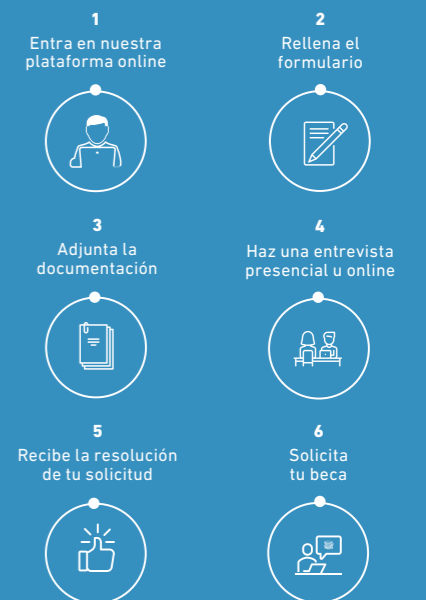 1
Entra en nuestra
plataforma online
2
Rellena el
formulario
3
Adjunta la
documentación
4
Haz una entrevista
presencial u online
5
Recibe la resolución
de tu solicitud
6
Solicita
tu beca